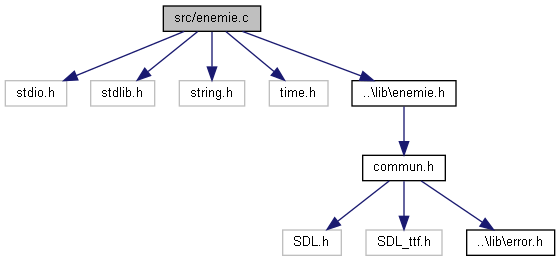 src/enemie.c
stdio.h
stdlib.h
string.h
time.h
..\lib\enemie.h
commun.h
SDL.h
SDL_ttf.h
..\lib\error.h